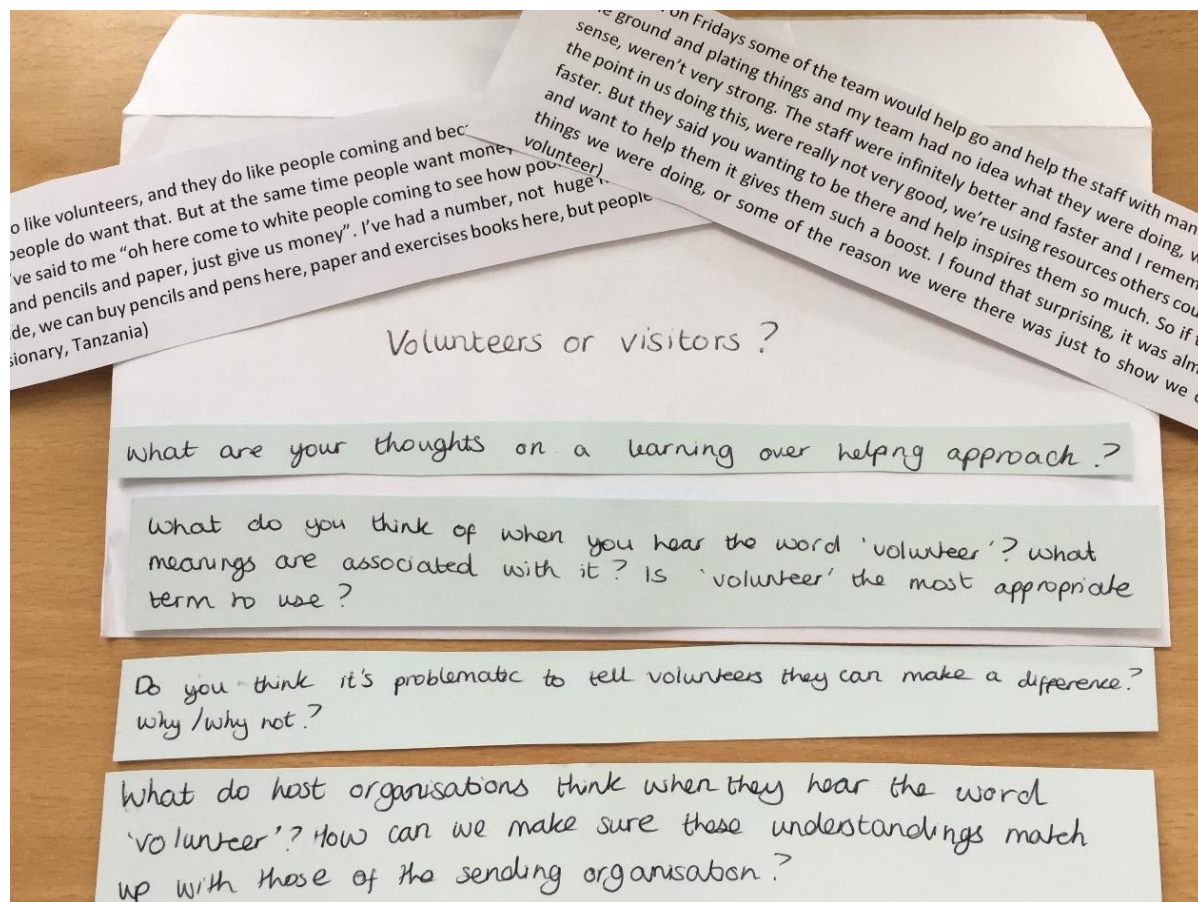 o like volunteers, and they do like people coming and
people do want that. But at the same time people want money
've said to me "oh here come to white people coming to see how
and pencils and paper, just give us money". I've had a number, not huge
de, we can buy pencils and pens here, paper and exercises books here, but people
sionary, Tanzania)
on Fridays some of the team would help go and help the staff with man
e ground and plating things and my team had no idea what they were doing, w
sense, weren't very strong. The staff were infinitely better and faster and I remem
the point in us doing this, were really not very good, we're using resources others cou
faster. But they said you wanting to be there and help inspires them so much. So if
and want to help them it gives them such a boost. I found that surprising, it was alm
things we were doing, or some of the reason we were there was just to show we
volunteer)
Volunteers or visitors ?
What are your thoughts on a learning over helpng approach ?
What do you think of when you hear the word 'volunteer'? What
meanings are associated with it? Is 'volunteer' the most appropriate
term to use ?
Do you think it's problematic to tell volunteers they can make a difference?
Why/why not ?
What do host organisations think when they hear the word
'volunteer'? How can we make sure these understandings match
up with those of the sending organisation ?